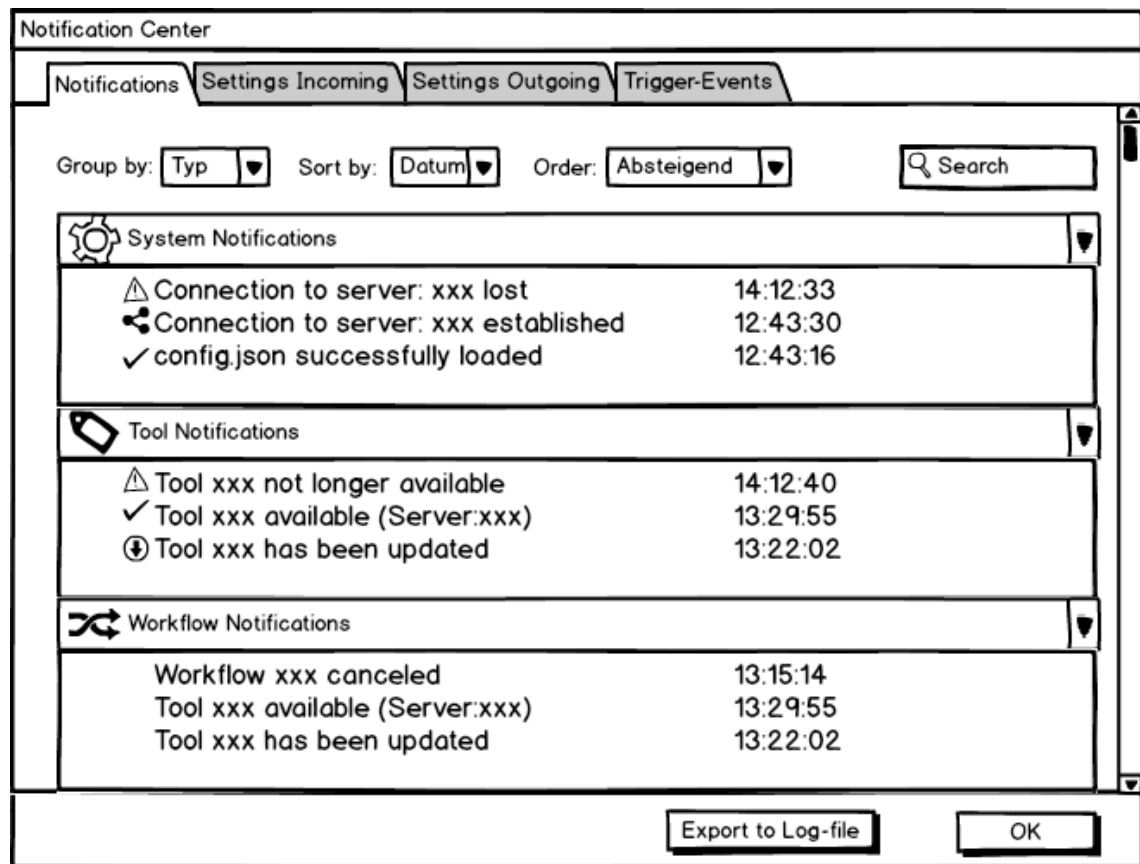 Notification Center
Notifications Settings Incoming Settings Outgoing Trigger-Events
Group by: Typ Sort by: Datum Order: Absteigend Search
System Notifications
Connection to server: xxx lost 14:12:33
Connection to server: xxx established 12:43:30
config.json successfully loaded 12:43:16
Tool Notifications
Tool xxx not longer available 14:12:40
Tool xxx available (Server:xxx) 13:29:55
Tool xxx has been updated 13:22:02
Workflow Notifications
Workflow xxx canceled 13:15:14
Tool xxx available (Server:xxx) 13:29:55
Tool xxx has been updated 13:22:02
Export to Log-file OK